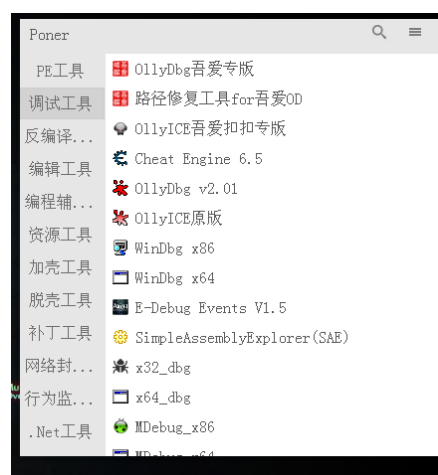 Poner
PE工具
调试工具
反编译...
编辑工具
编程辅...
资源工具
加壳工具
脱壳工具
补丁工具
网络封...
行为监...
.Net工具
OllyDbg吾爱专版
路径修复工具for吾爱OD
OllyICE吾爱扣扣专版
Cheat Engine 6.5
OllyDbg v2.01
OllyICE原版
WinDbg x86
WinDbg x64
E-Debug Events V1.5
SimpleAssemblyExplorer(SAE)
x32_dbg
x64_dbg
MDebug_x86
MDebug_x64